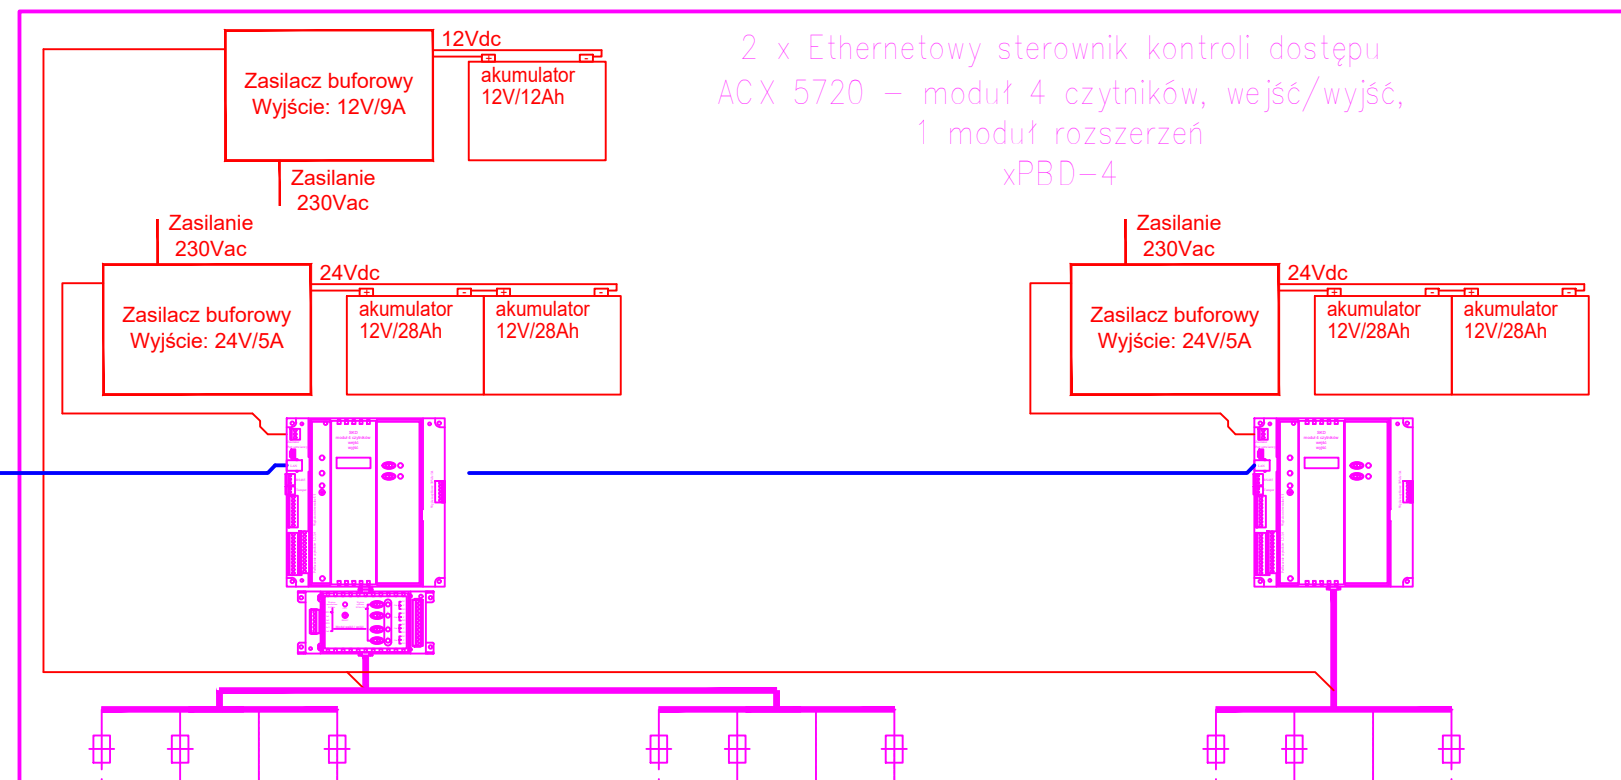 12Vdc
Zasilacz buforowy
Wyjście: 12V/9A
+
-
akumulator
12V/12Ah
Zasilanie
230Vac
2 x Ethernetowy sterownik kontroli dostępu
ACX 5720 – moduł 4 czytników, wejść/wyjść,
1 moduł rozszerzeń
xPBD–4
Zasilanie
230Vac
24Vdc
Zasilacz buforowy
Wyjście: 24V/5A
+
-
+
-
akumulator
12V/28Ah
akumulator
12V/28Ah
Zasilanie
230Vac
24Vdc
Zasilacz buforowy
Wyjście: 24V/5A
+
-
+
-
akumulator
12V/28Ah
akumulator
12V/28Ah